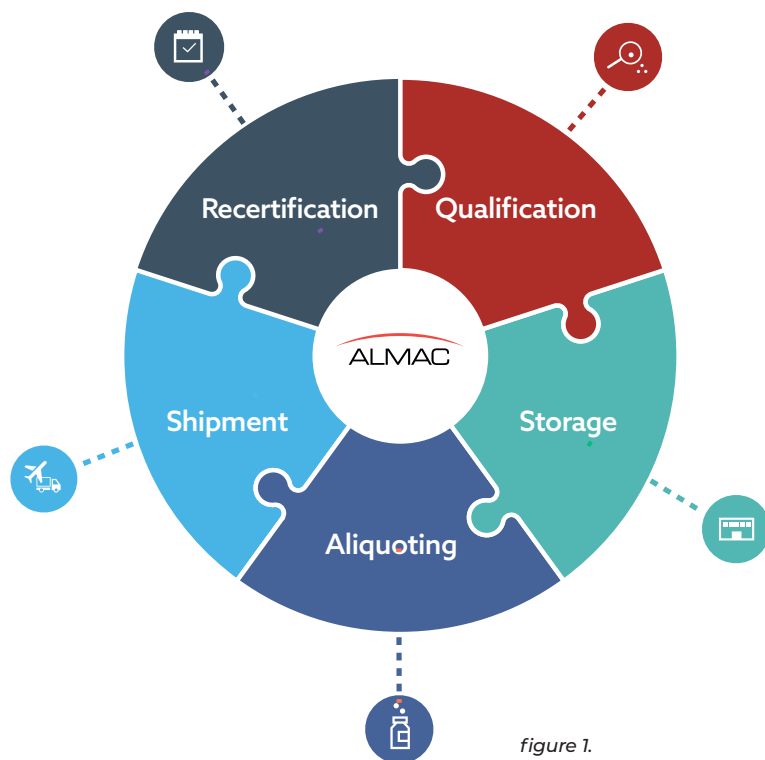 Recertification
Qualification
ALMAC
Shipment
Storage
Aliquoting
figure 1.